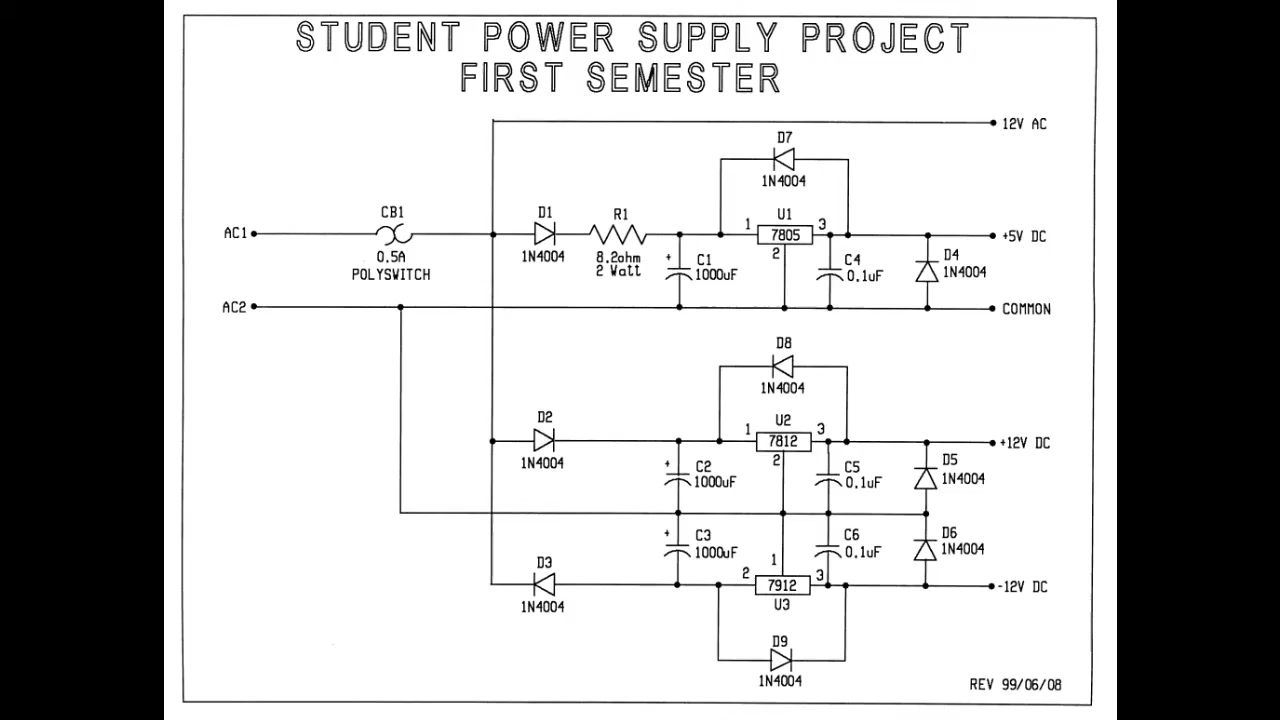 STUDENT POWER SUPPLY PROJECT
FIRST SEMESTER
12V AC
D7
1N4004
CB1
D1
R1
U1
AC1
1
7805
3
+5V DC
0.5A
POLYSWITCH
1N4004
8.2ohm
2 Watt
+
C1
1000uF
2
C4
0.1uF
D4
1N4004
AC2
COMMON
D8
1N4004
D2
U2
1
7812
3
+12V DC
1N4004
+
C2
1000uF
2
C5
0.1uF
D5
1N4004
+
C3
1000uF
C6
0.1uF
D6
1N4004
D3
1
2
7912
3
-12V DC
1N4004
U3
D9
1N4004
REV 99/06/08